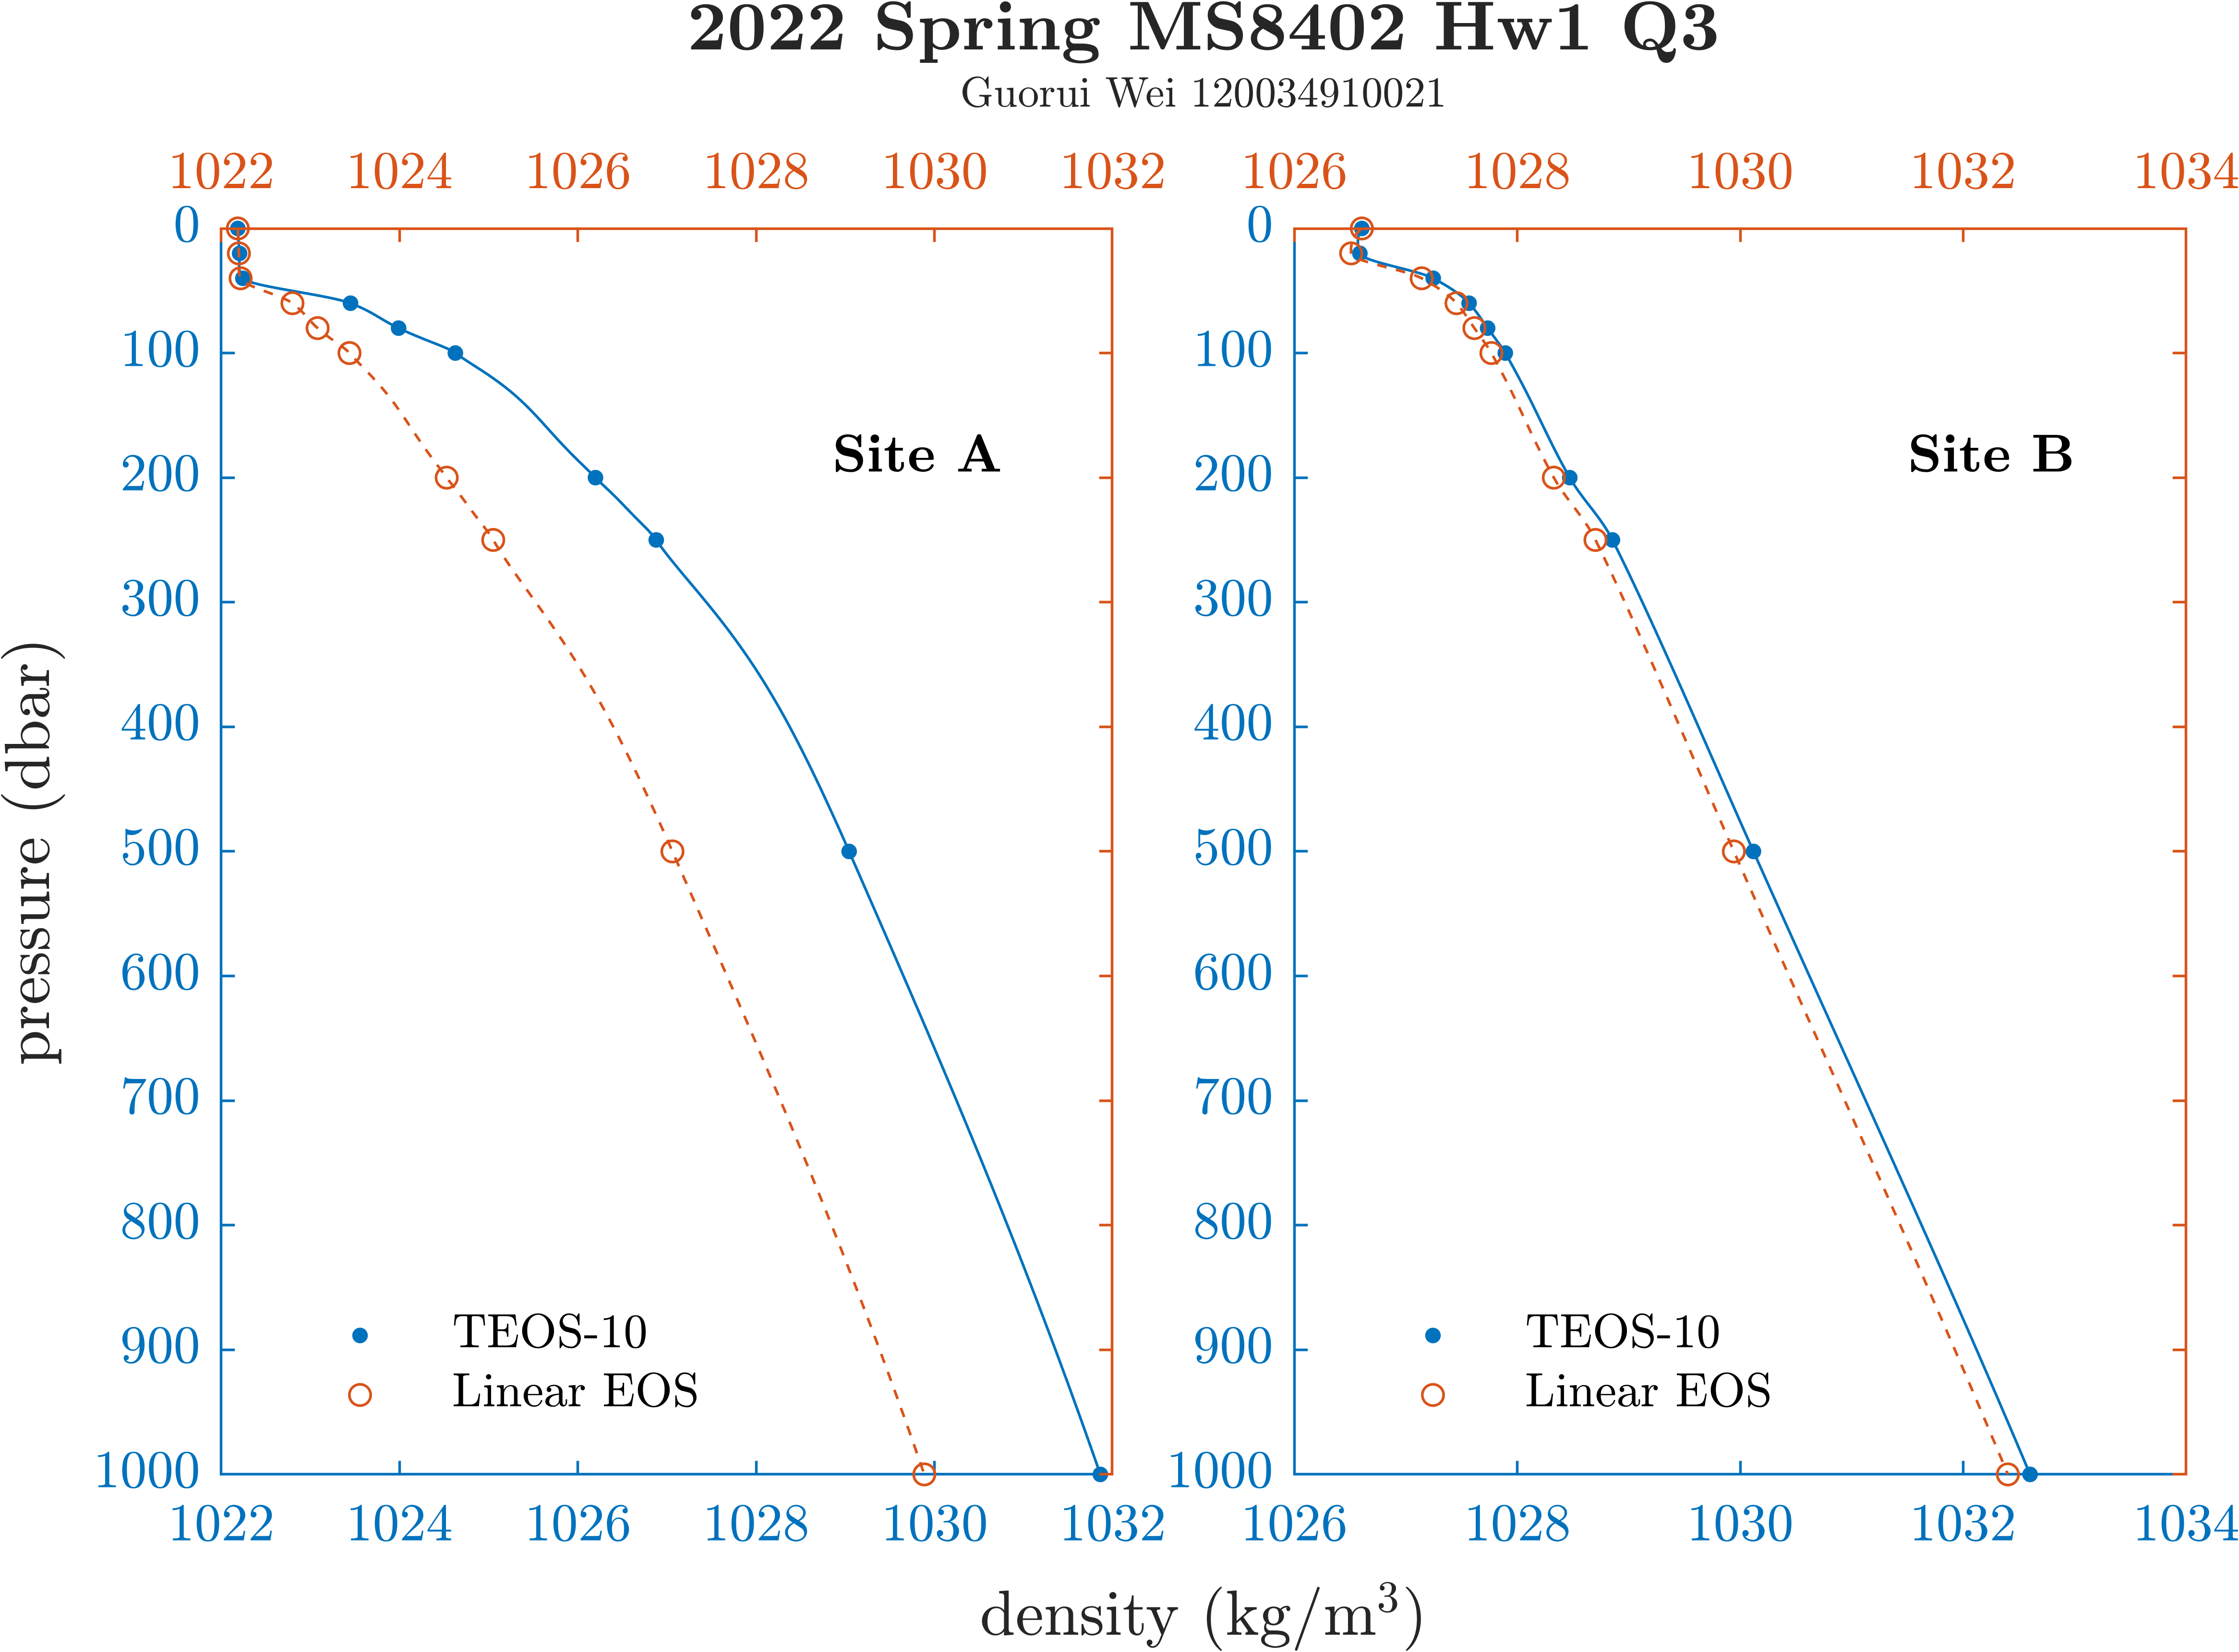 2022 Spring MS8402 Hw1 Q3
Guorui Wei 120034910021
1022 1024 1026 1028 1030 1032
1026 1028 1030 1032 1034
0
100
200
300
400
500
600
700
800
900
1000
0
100
200
300
400
500
600
700
800
900
1000
Site A
Site B
pressure (dbar)
TEOS-10
Linear EOS
TEOS-10
Linear EOS
1022 1024 1026 1028 1030 1032
1026 1028 1030 1032 1034
density (kg/m³)